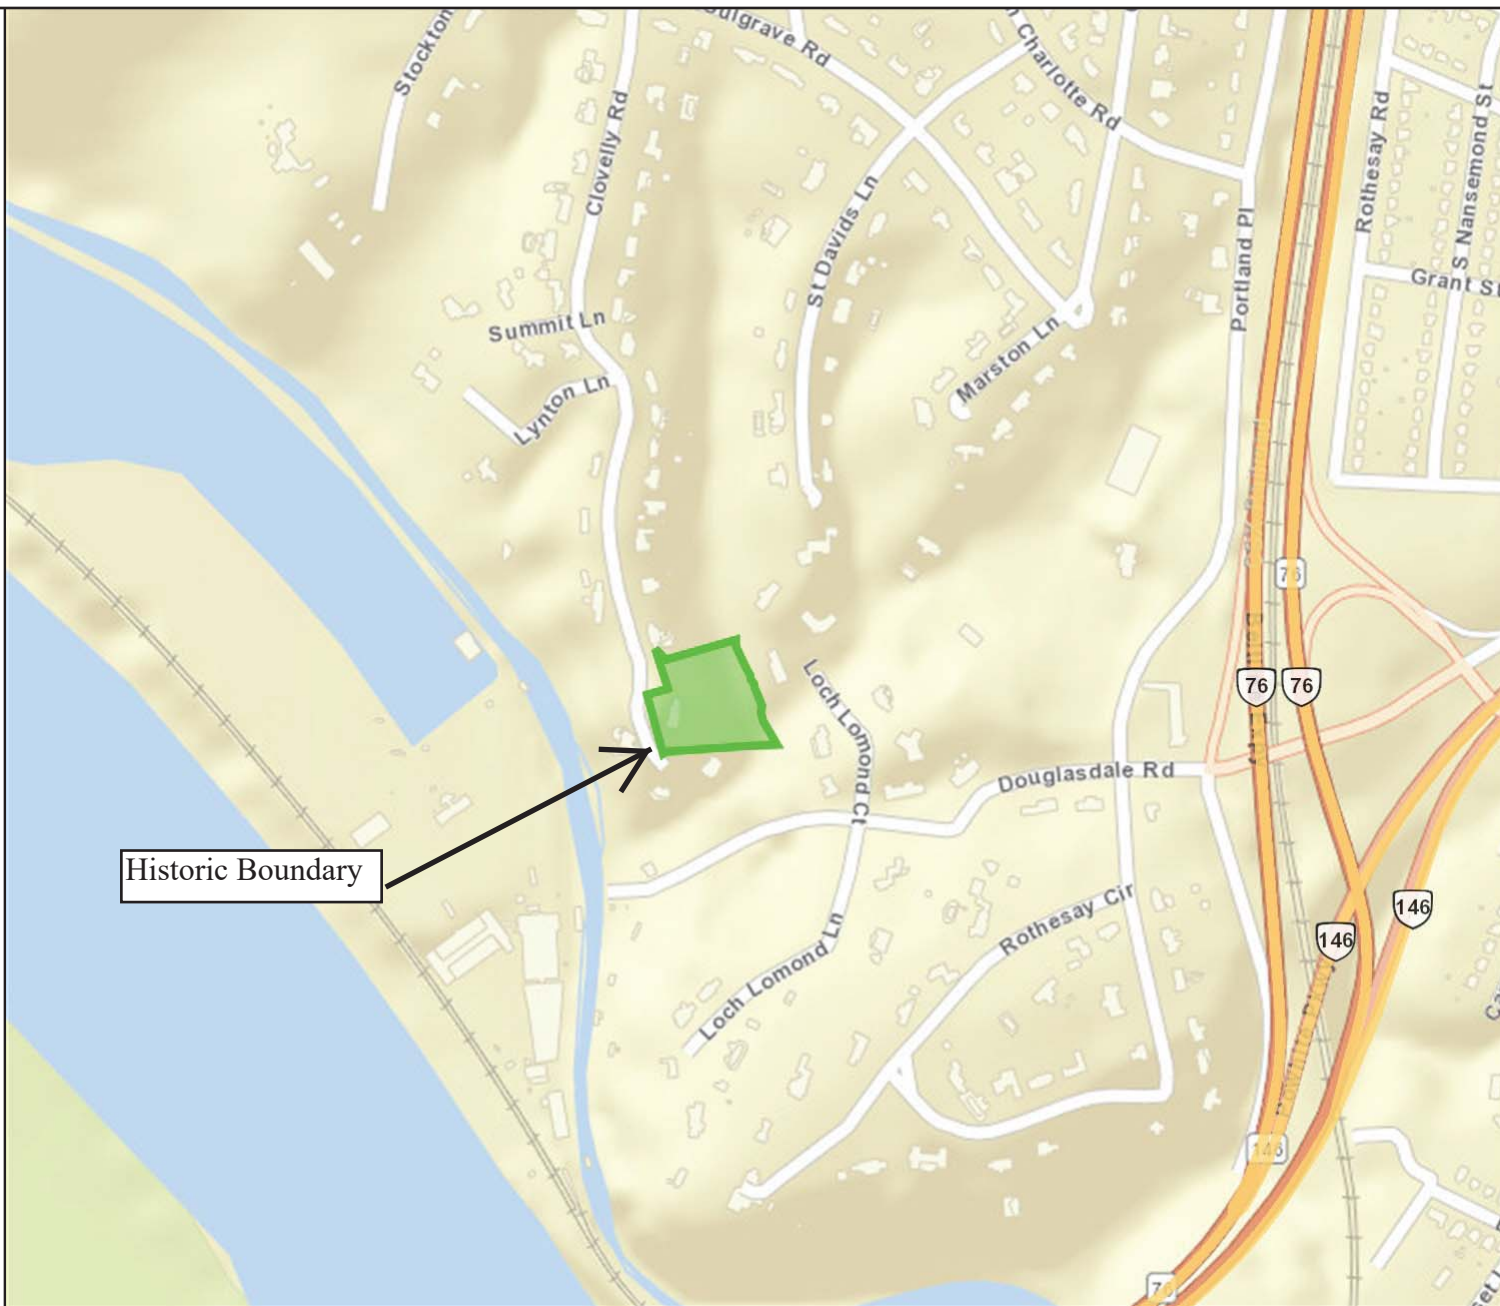 Stockton
Clovelly Rd
Charlotte Rd
St Davids Ln
Rothesay Rd
S Nansemond St
Portland Pl
Grant St
Summit Ln
Marston Ln
Lynton Ln
76
76
76
Loch Lomond Ct
Douglasdale Rd
Historic Boundary
Rothesay Cir
146
146
Loch Lomond Ln
146